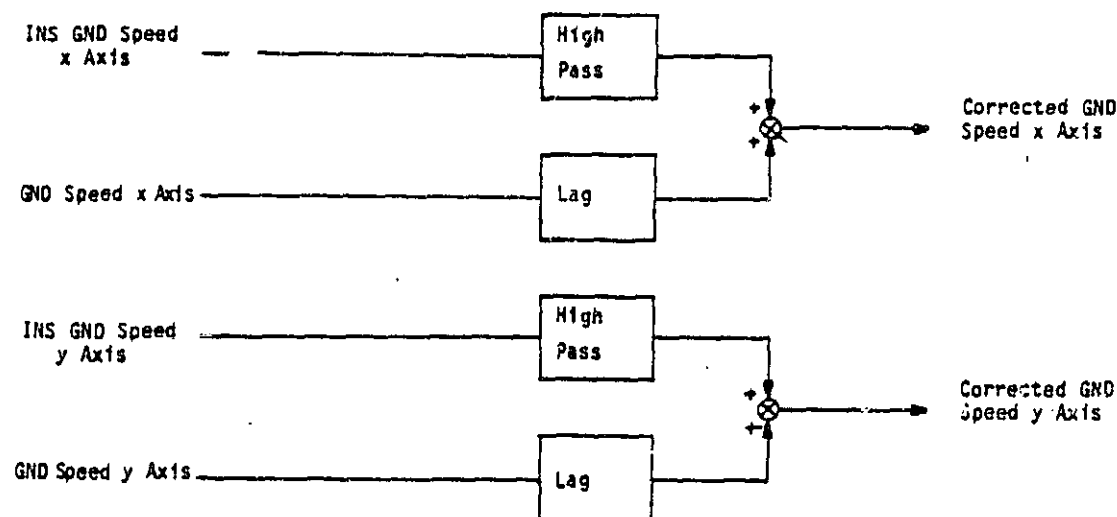 INS GND Speed
x Axis
High
Pass
+
+
Corrected GND
Speed x Axis
GND Speed x Axis
Lag
INS GND Speed
y Axis
High
Pass
+
+
Corrected GND
Speed y Axis
GND Speed y Axis
Lag